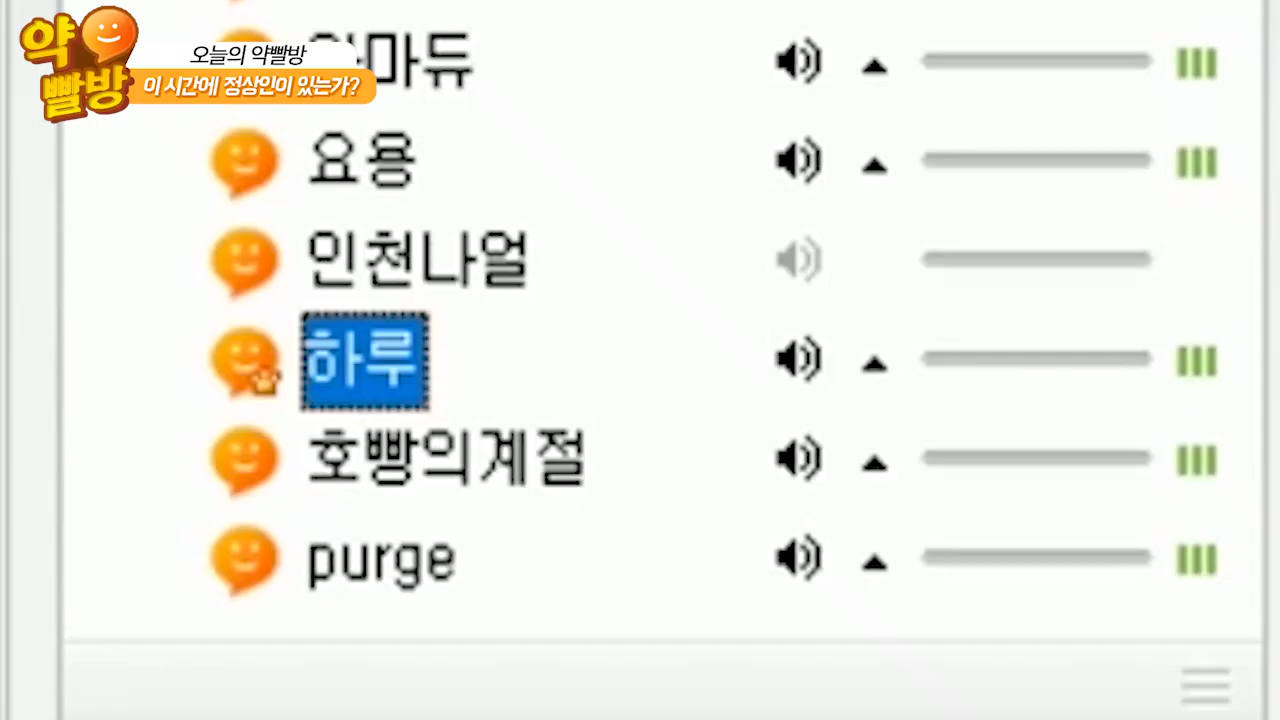 약
빨방
오늘의 약빨방
이 시간에 정상인이 있는가?
요용
인천나얼
하루
호빵의계절
purge